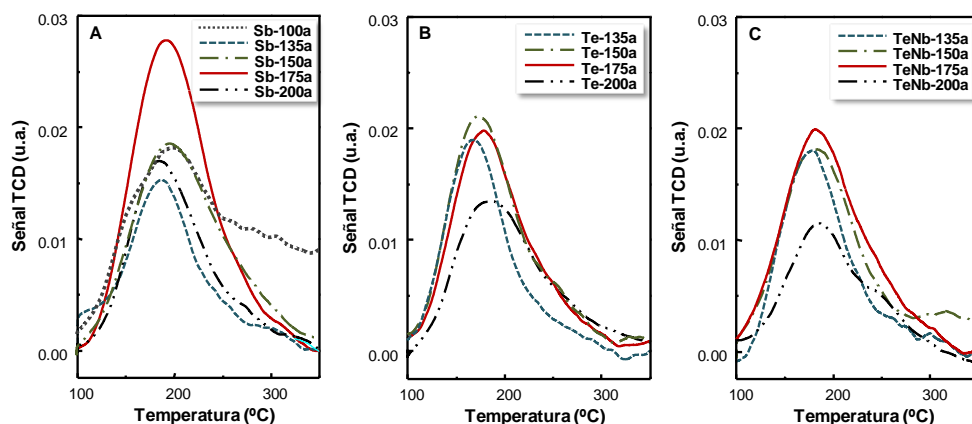 A
Sb-100a
Sb-135a
Sb-150a
Sb-175a
Sb-200a
B
Te-135a
Te-150a
Te-175a
Te-200a
C
TeNb-135a
TeNb-150a
TeNb-175a
TeNb-200a
Señal TCD (u.a.)
0.03
0.02
0.01
0.00
100
200
300
Temperatura (ºC)
Señal TCD (u.a.)
0.03
0.02
0.01
0.00
100
200
300
Temperatura (ºC)
Señal TCD (u.a.)
0.03
0.02
0.01
0.00
100
200
300
Temperatura (ºC)